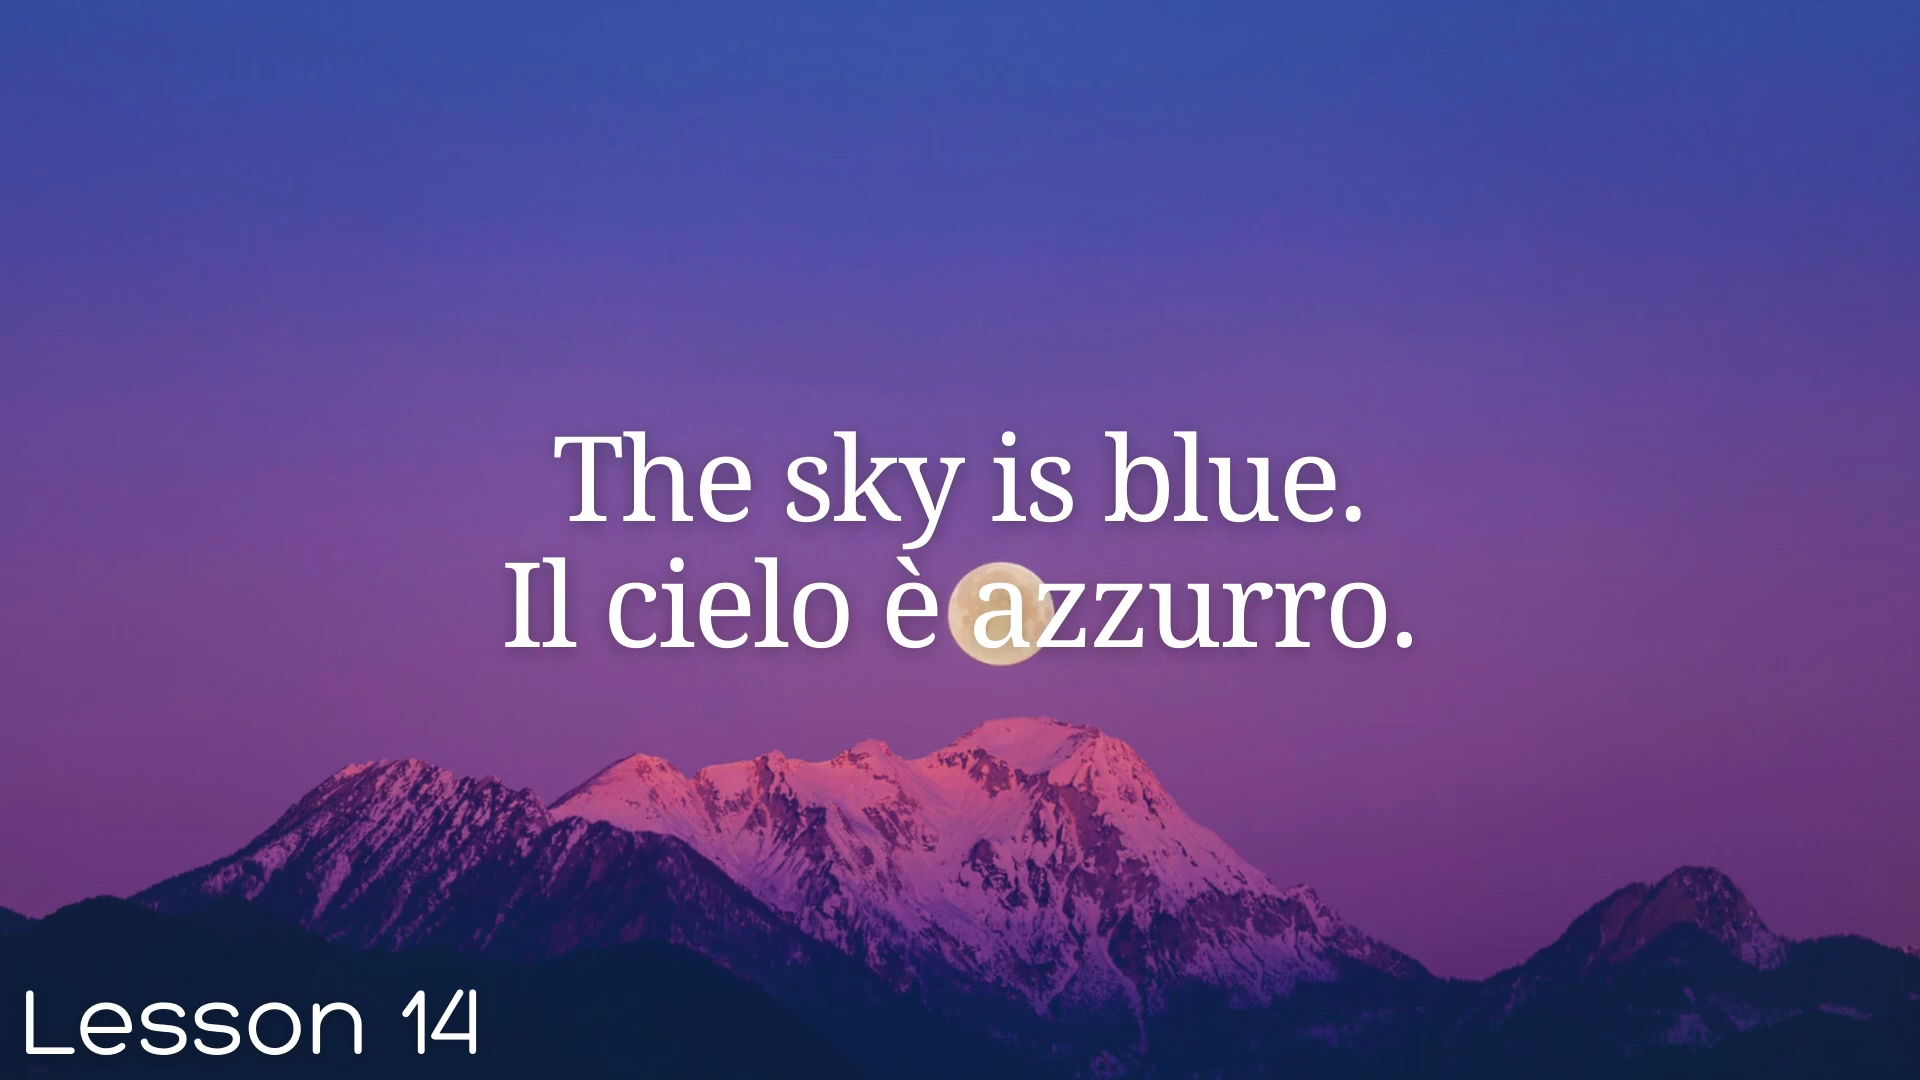 The sky is blue.
Il cielo è azzurro.
Lesson 14